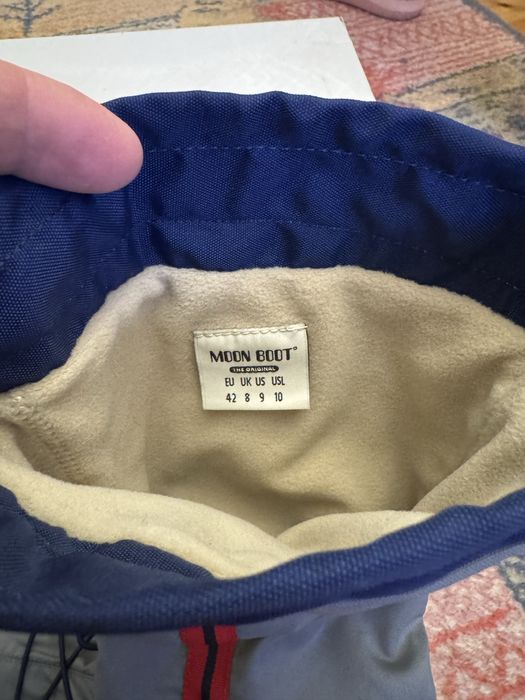 MOON BOOT®
THE ORIGINAL
EU UK US USL
42 8 9 10